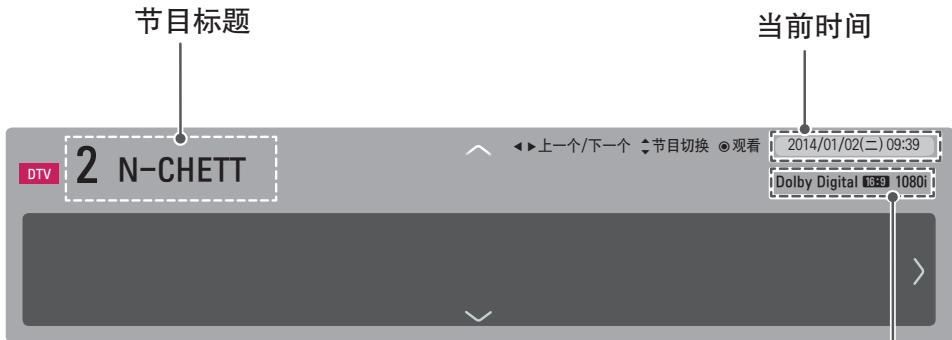 节目标题
当前时间
◀ ▶上一个/下一个 节目切换 ◉观看 2014/01/02(二) 09:39
DTV 2 N-CHETT
Dolby Digital 16:9 1080i